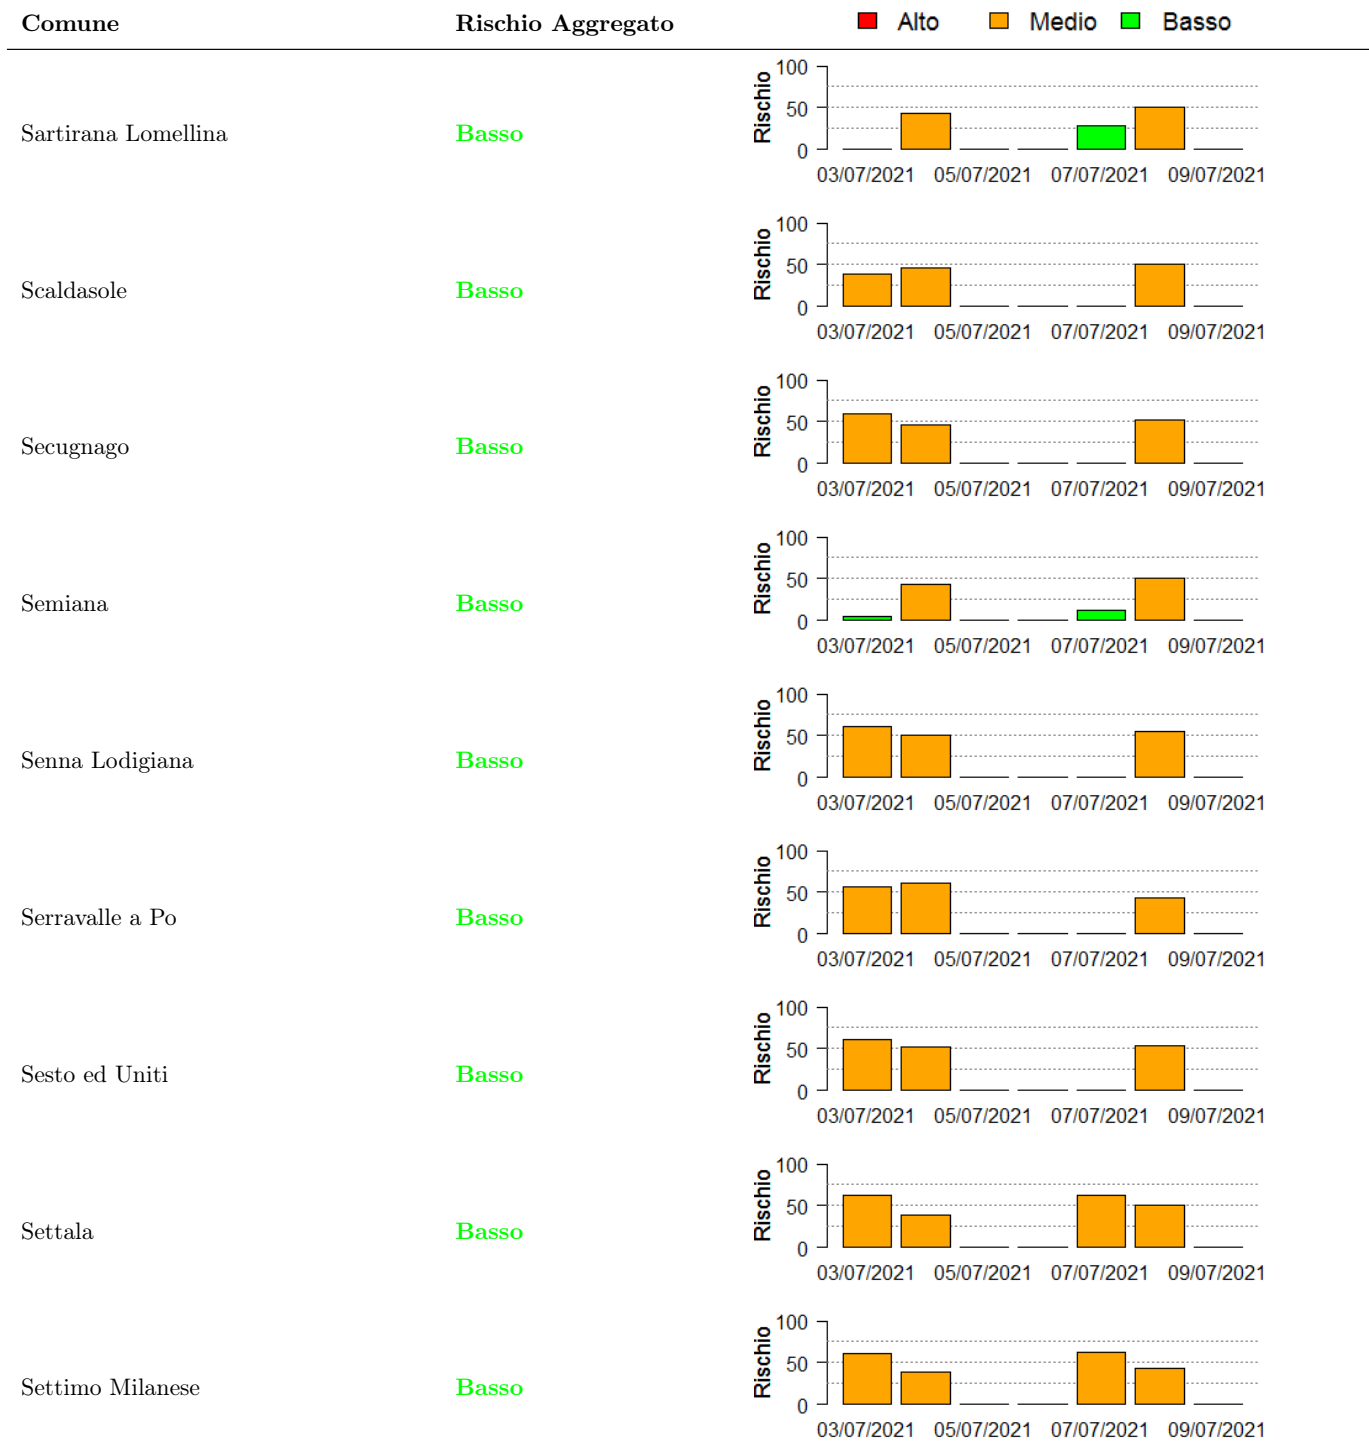 Comune Rischio Aggregato Alto Medio Basso
100
50
0
Rischio
Sartirana Lomellina Basso
03/07/2021 05/07/2021 07/07/2021 09/07/2021
100
50
0
Rischio
Scaldasole Basso
03/07/2021 05/07/2021 07/07/2021 09/07/2021
100
50
0
Rischio
Secugnago Basso
03/07/2021 05/07/2021 07/07/2021 09/07/2021
100
50
0
Rischio
Semiana Basso
03/07/2021 05/07/2021 07/07/2021 09/07/2021
100
50
0
Rischio
Senna Lodigiana Basso
03/07/2021 05/07/2021 07/07/2021 09/07/2021
100
50
0
Rischio
Serravalle a Po Basso
03/07/2021 05/07/2021 07/07/2021 09/07/2021
100
50
0
Rischio
Sesto ed Uniti Basso
03/07/2021 05/07/2021 07/07/2021 09/07/2021
100
50
0
Rischio
Settala Basso
03/07/2021 05/07/2021 07/07/2021 09/07/2021
100
50
0
Rischio
Settimo Milanese Basso
03/07/2021 05/07/2021 07/07/2021 09/07/2021